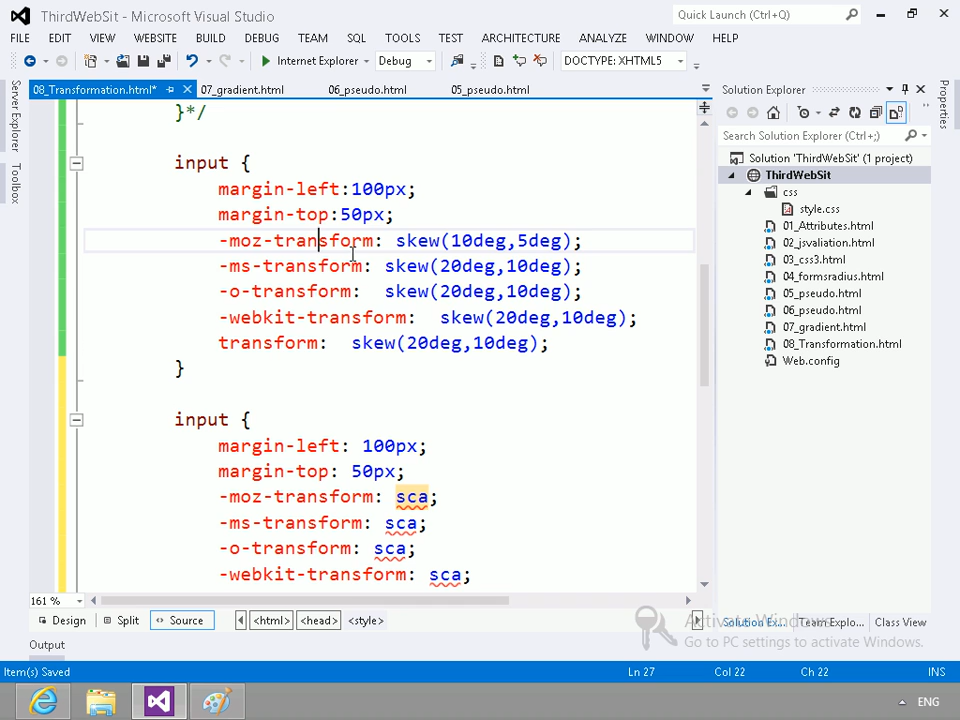 ThirdWebSit - Microsoft Visual Studio
Quick Launch (Ctrl+Q)
FILE EDIT VIEW WEBSITE BUILD DEBUG TEAM SQL TOOLS TEST ARCHITECTURE ANALYZE WINDOW HELP
Internet Explorer Debug DOCTYPE: XHTML5
Server Explorer
Toolbox
08_Transformation.html* 07_gradient.html 06_pseudo.html 05_pseudo.html
}*/
input {
margin-left:100px;
margin-top:50px;
-moz-transform: skew(10deg,5deg);
-ms-transform: skew(20deg,10deg);
-o-transform: skew(20deg,10deg);
-webkit-transform: skew(20deg,10deg);
transform: skew(20deg,10deg);
}
input {
margin-left: 100px;
margin-top: 50px;
-moz-transform: sca;
-ms-transform: sca;
-o-transform: sca;
-webkit-transform: sca;
161 %
Design Split Source <html> <head> <style>
Output
Solution Explorer
Search Solution Explorer (Ctrl+;)
Solution 'ThirdWebSit' (1 project)
ThirdWebSit
css
style.css
01_Attributes.html
02_jsvaliation.html
03_css3.html
04_formsradius.html
05_pseudo.html
06_pseudo.html
07_gradient.html
08_Transformation.html
Web.config
Properties
Activate Windows
Go to PC settings to activate Windows.
Solution Ex... Team Explo... Class View
Item(s) Saved Ln 27 Col 22 Ch 22 INS
ENG